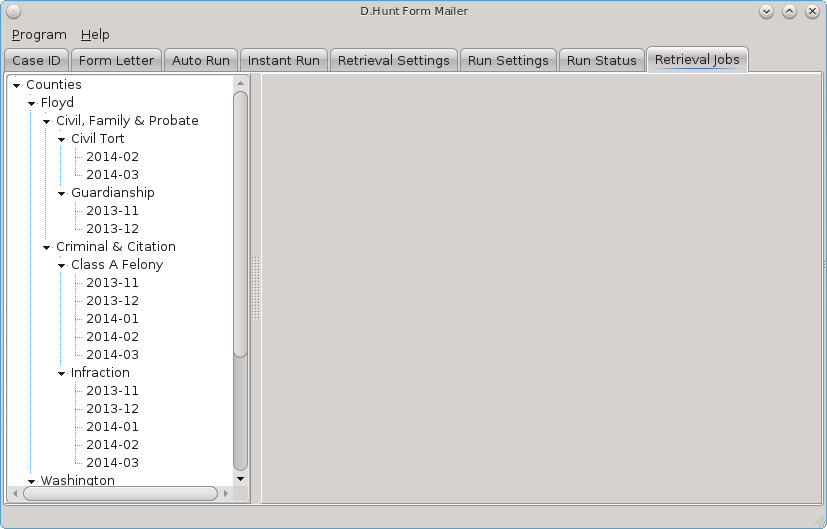 D.Hunt Form Mailer
Program Help
Case ID Form Letter Auto Run Instant Run Retrieval Settings Run Settings Run Status Retrieval Jobs
Counties
Floyd
Civil, Family & Probate
Civil Tort
2014-02
2014-03
Guardianship
2013-11
2013-12
Criminal & Citation
Class A Felony
2013-11
2013-12
2014-01
2014-02
2014-03
Infraction
2013-11
2013-12
2014-01
2014-02
2014-03
Washington